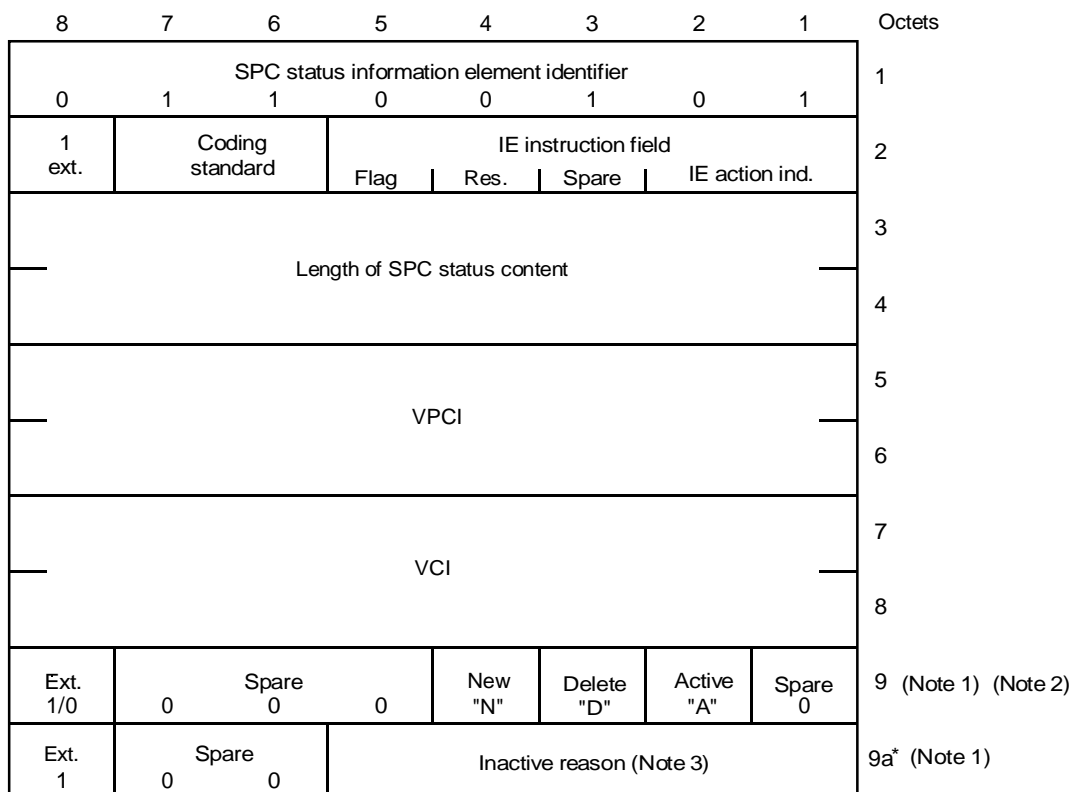 8 7 6 5 4 3 2 1 Octets
SPC status information element identifier
0 1 1 0 0 1 0 1
1
1
ext.
Coding
standard
IE instruction field
Flag Res. Spare IE action ind.
2
3
Length of SPC status content
4
5
VPCI
6
7
VCI
8
Ext.
1/0
Spare
0 0 0
New
"N"
Delete
"D"
Active
"A"
Spare
0
9 (Note 1) (Note 2)
Ext.
1
Spare
0 0
Inactive reason (Note 3)
9a* (Note 1)